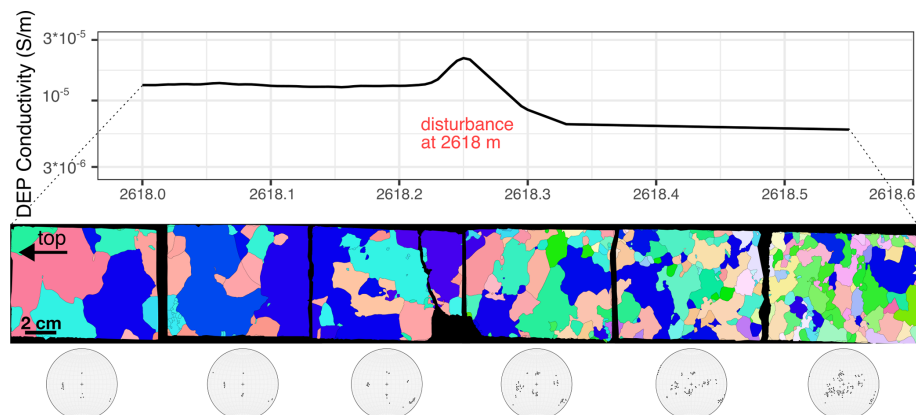 DEP Conductivity (S/m)
3*10⁻⁵
10⁻⁵
3*10⁻⁶
disturbance
at 2618 m
2618.0 2618.1 2618.2 2618.3 2618.4 2618.5 2618.6
top
2 cm